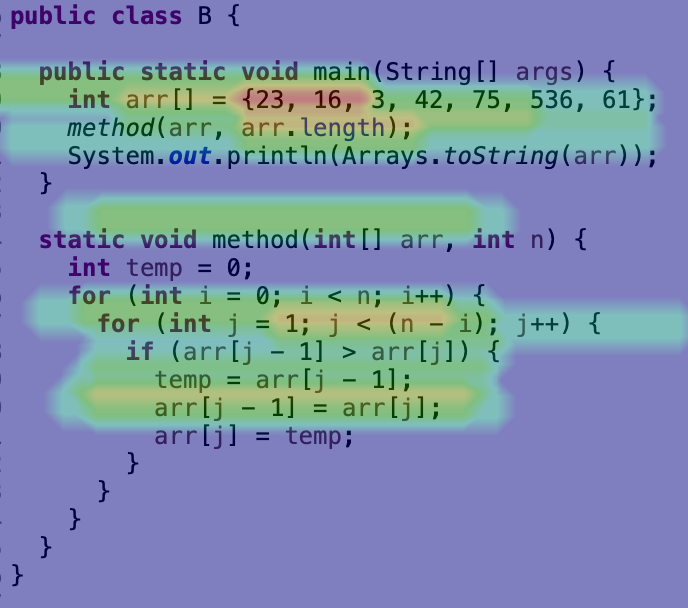 public class B {
public static void main(String[] args) {
int arr[] = {23, 16, 3, 42, 75, 536, 61};
method(arr, arr.length);
System.out.println(Arrays.toString(arr));
}
static void method(int[] arr, int n) {
int temp = 0;
for (int i = 0; i < n; i++) {
for (int j = 1; j < (n - i); j++) {
if (arr[j - 1] > arr[j]) {
temp = arr[j - 1];
arr[j - 1] = arr[j];
arr[j] = temp;
}
}
}
}
}